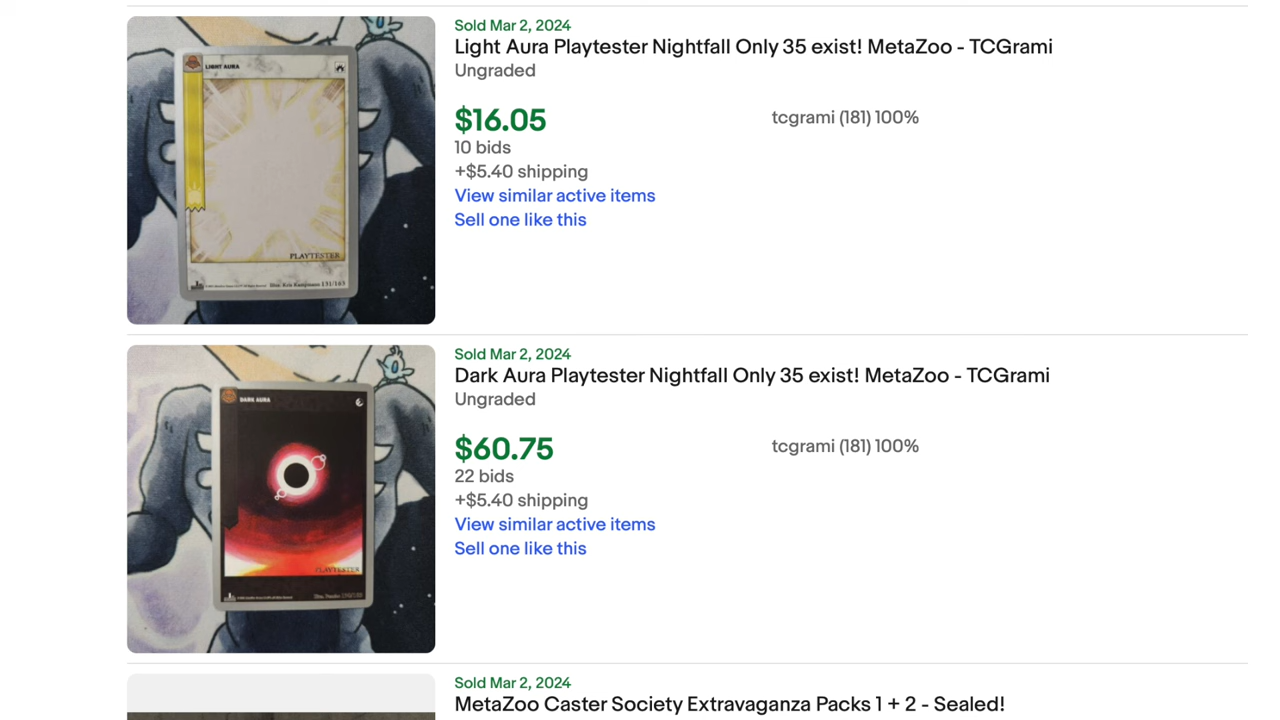 Sold Mar 2, 2024
Light Aura Playtester Nightfall Only 35 exist! MetaZoo - TCGrami
Ungraded
$16.05
tcgrami (181) 100%
10 bids
+$5.40 shipping
View similar active items
Sell one like this
LIGHT AURA
PLAYTESTER
131/165
Sold Mar 2, 2024
Dark Aura Playtester Nightfall Only 35 exist! MetaZoo - TCGrami
Ungraded
$60.75
tcgrami (181) 100%
22 bids
+$5.40 shipping
View similar active items
Sell one like this
DARK AURA
PLAYTESTER
Sold Mar 2, 2024
MetaZoo Caster Society Extravaganza Packs 1 + 2 - Sealed!